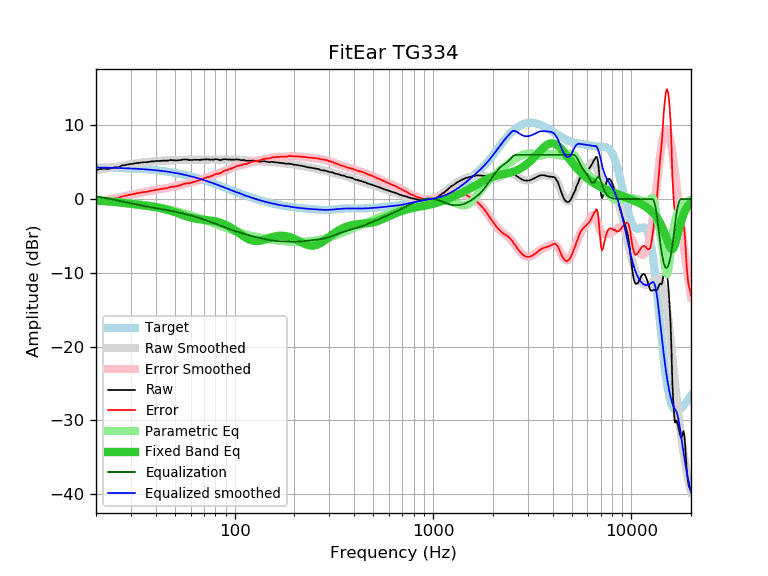 FitEar TG334
Amplitude (dBr)
10
0
−10
−20
−30
−40
Target
Raw Smoothed
Error Smoothed
Raw
Error
Parametric Eq
Fixed Band Eq
Equalization
Equalized smoothed
100
1000
10000
Frequency (Hz)